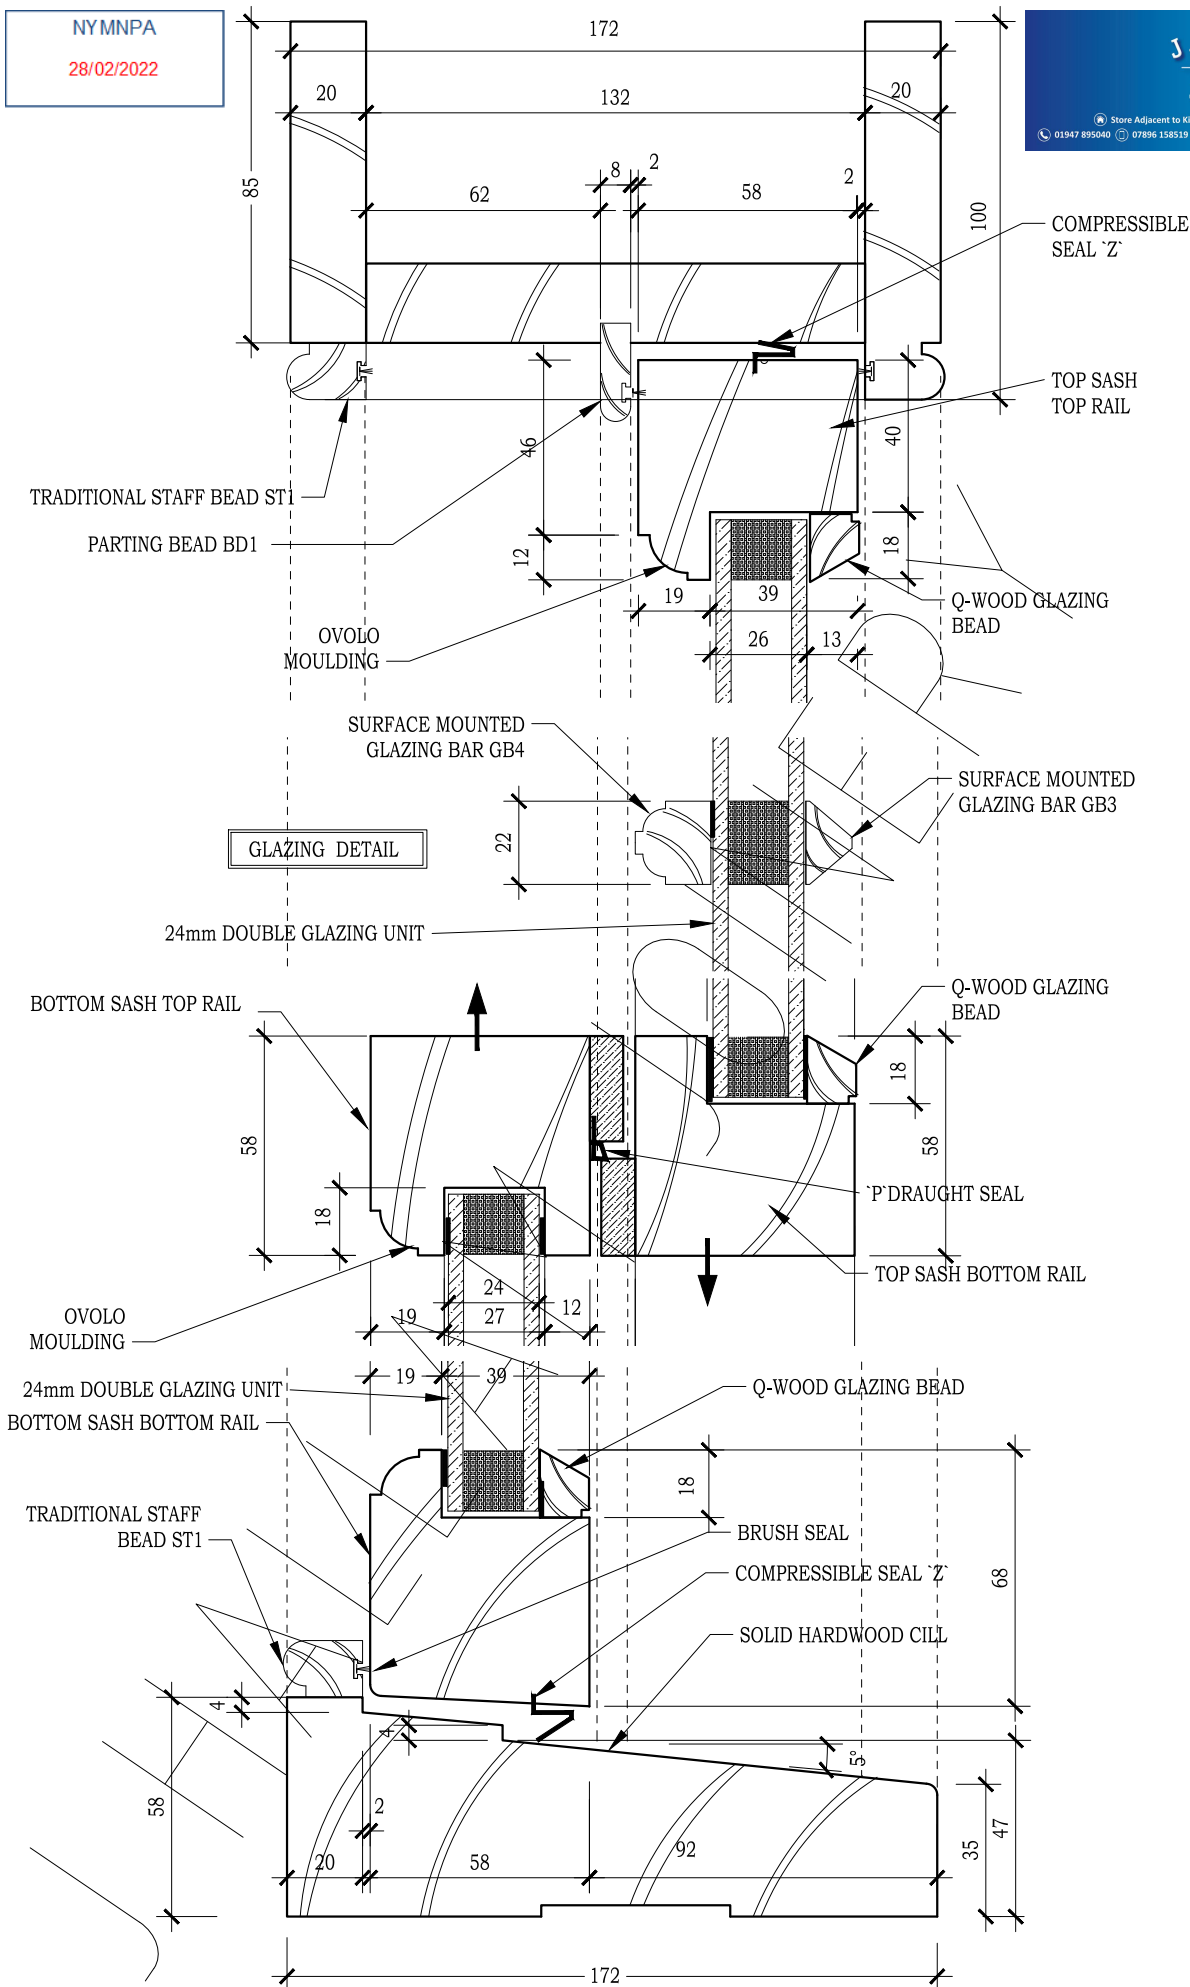 NYMNPA
28/02/2022
172
20
132
20
8
2
2
62
58
85
100
COMPRESSIBLE
SEAL `Z`
J
Store Adjacent to Ki
01947 895040
07896 158519
TOP SASH
TOP RAIL
46
40
TRADITIONAL STAFF BEAD ST1
PARTING BEAD BD1
12
18
19
39
Q-WOOD GLAZING
BEAD
OVOLO
MOULDING
26
13
SURFACE MOUNTED
GLAZING BAR GB4
SURFACE MOUNTED
GLAZING BAR GB3
22
GLAZING DETAIL
24mm DOUBLE GLAZING UNIT
BOTTOM SASH TOP RAIL
Q-WOOD GLAZING
BEAD
18
58
58
18
`P`DRAUGHT SEAL
TOP SASH BOTTOM RAIL
24
19
27
12
OVOLO
MOULDING
19
39
24mm DOUBLE GLAZING UNIT
Q-WOOD GLAZING BEAD
BOTTOM SASH BOTTOM RAIL
18
TRADITIONAL STAFF
BEAD ST1
BRUSH SEAL
COMPRESSIBLE SEAL `Z`
68
SOLID HARDWOOD CILL
4
4
5°
58
2
20
58
92
35
47
172